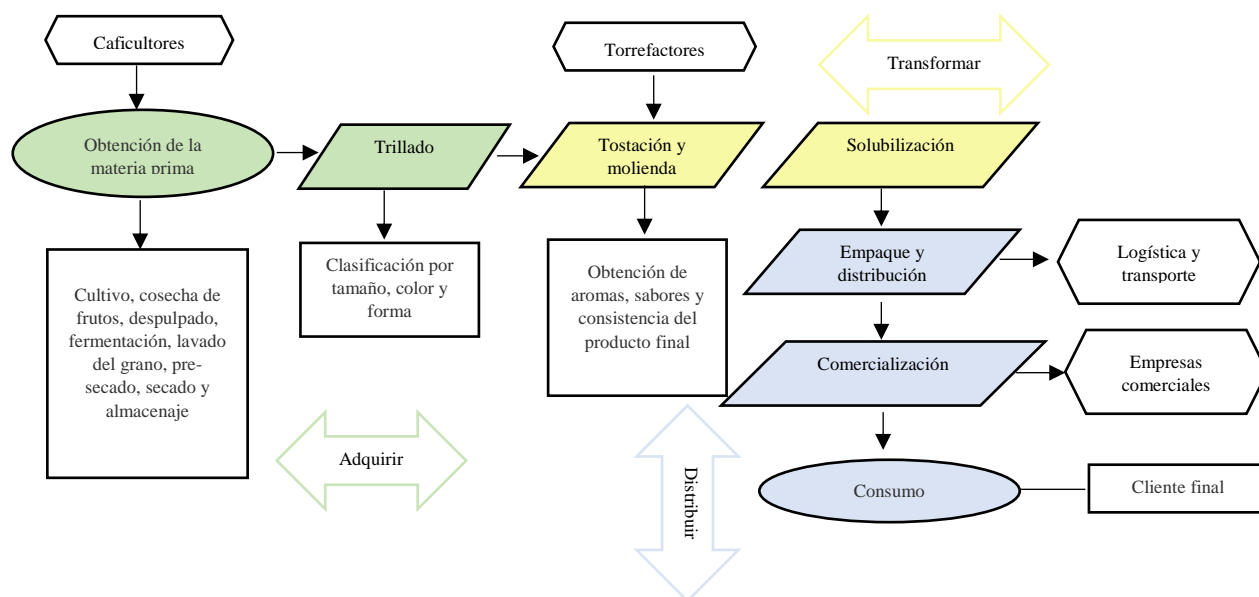 Caficultores
Torrefactores
Transformar
Obtención de la
materia prima
Trillado
Tostación y
molienda
Solubilización
Cultivo, cosecha de
frutos, despulpado,
fermentación, lavado
del grano, pre-
secado, secado y
almacenaje
Clasificación por
tamaño, color y
forma
Obtención de
aromas, sabores y
consistencia del
producto final
Empaque y
distribución
Logística y
transporte
Comercialización
Empresas
comerciales
Adquirir
Distribuir
Consumo
Cliente final